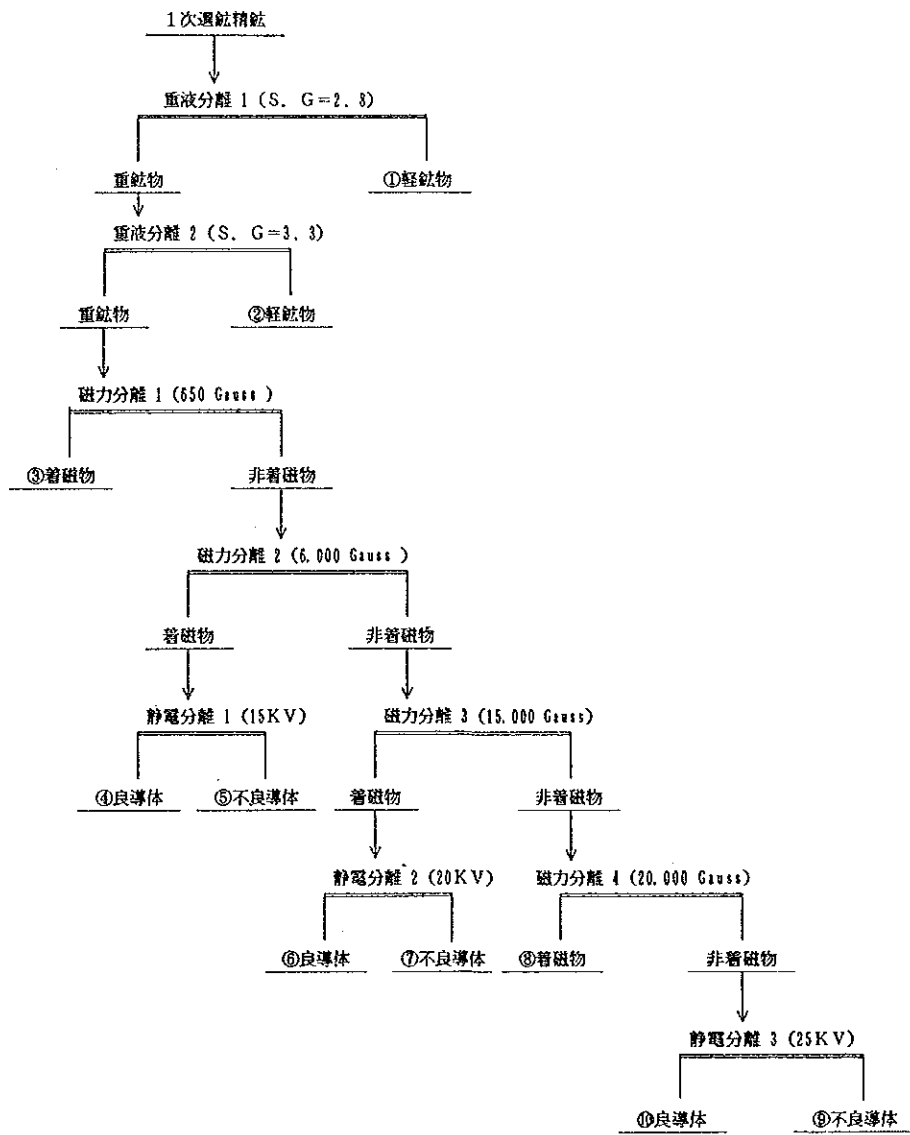 1次選鉱精鉱
重液分離 1 (S. G=2.8)
重鉱物 ①軽鉱物
重液分離 2 (S. G=3.3)
重鉱物 ②軽鉱物
磁力分離 1 (650 Gauss )
③着磁物 非着磁物
磁力分離 2 (6.000 Gauss )
着磁物 非着磁物
静電分離 1 (15KV) 磁力分離 3 (15.000 Gauss)
④良導体 ⑤不良導体 着磁物 非着磁物
静電分離 2 (20KV) 磁力分離 4 (20.000 Gauss)
⑥良導体 ⑦不良導体 ⑧着磁物 非着磁物
静電分離 3 (25KV)
⑩良導体 ⑨不良導体